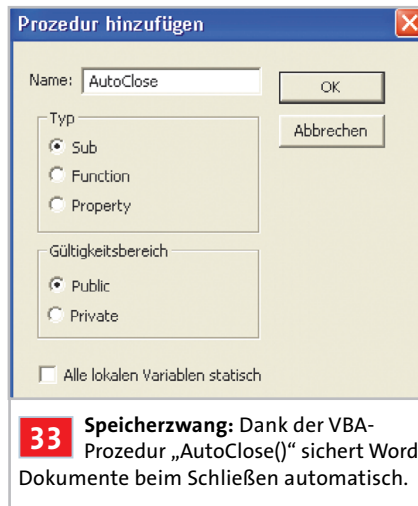 Prozedur hinzufügen
Name: AutoClose
OK
Abbrechen
Typ
Sub
Function
Property
Gültigkeitsbereich
Public
Private
Alle lokalen Variablen statisch
33 Speicherzwang: Dank der VBA-
Prozedur „AutoClose()“ sichert Word
Dokumente beim Schließen automatisch.